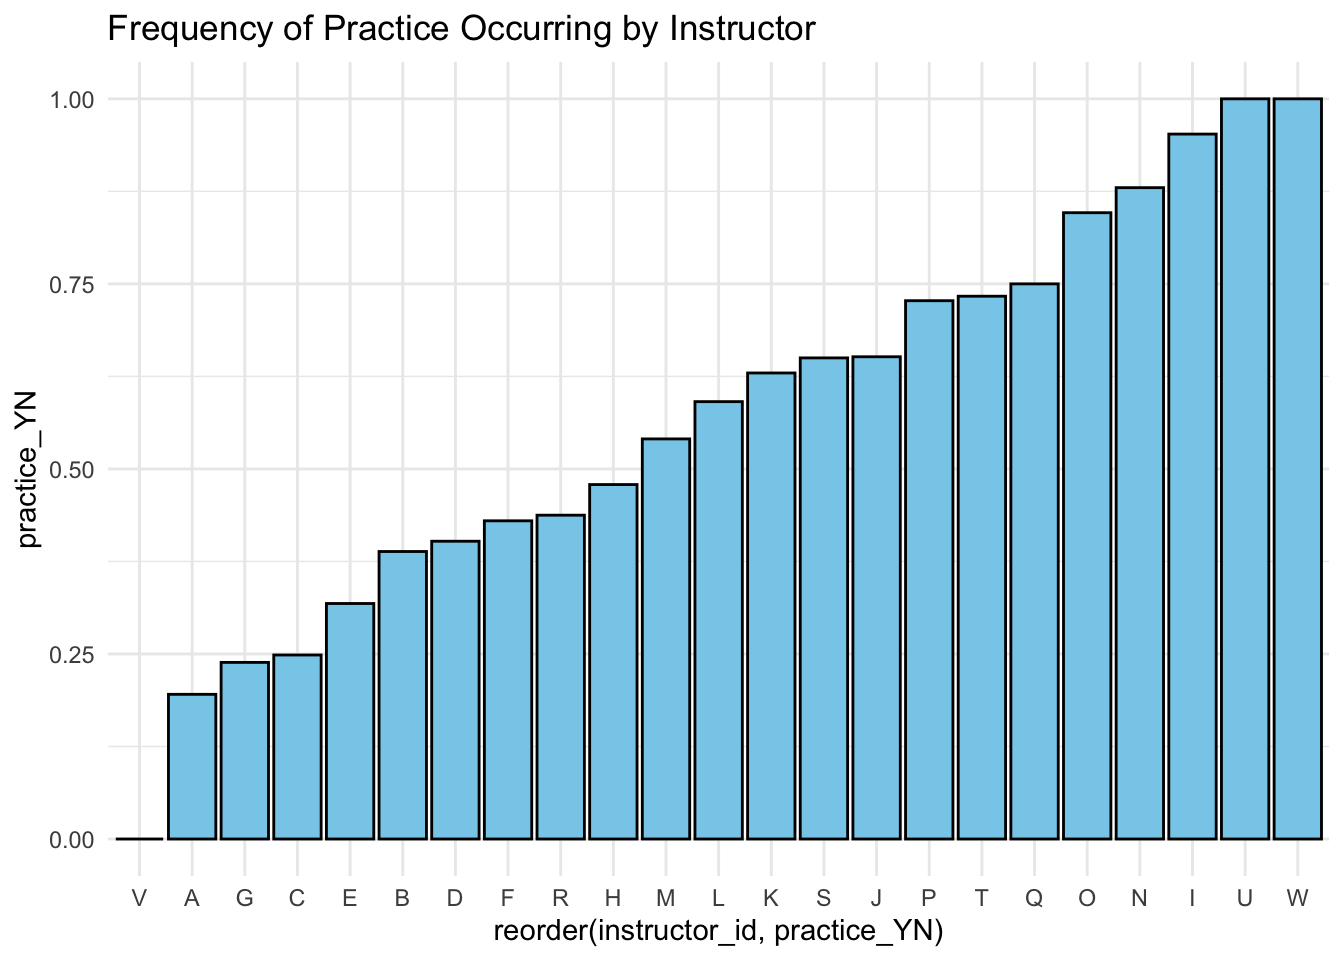 Frequency of Practice Occurring by Instructor
1.00
0.75
0.50
0.25
0.00
practice_YN
V A G C E B D F R H M L K S J P T Q O N I U W
reorder(instructor_id, practice_YN)